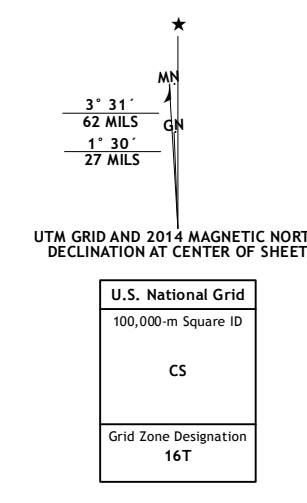 MN
3° 31´
62 MILS
GN
1° 30´
27 MILS
UTM GRID AND 2014 MAGNETIC NORT
DECLINATION AT CENTER OF SHEET
U.S. National Grid
100,000-m Square ID
CS
Grid Zone Designation
16T